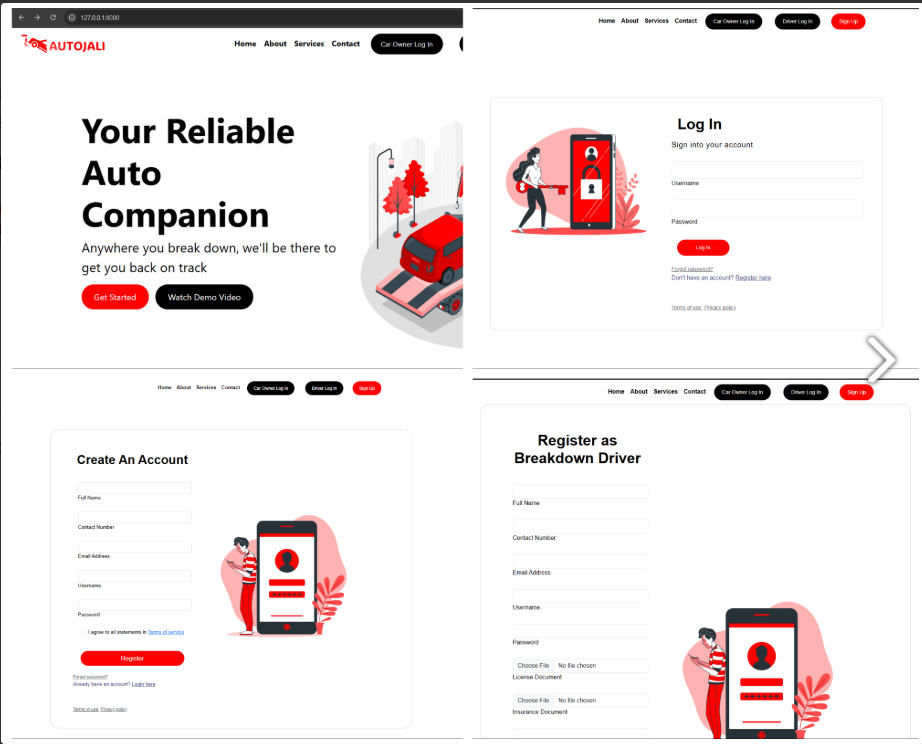 127.0.0.1:8000
AUTOJALI
Home About Services Contact Car Owner Log In
Your Reliable
Auto
Companion
Anywhere you break down, we'll be there to
get you back on track
Get Started Watch Demo Video
Home About Services Contact Car Owner Log In Driver Log In Sign Up
Log In
Sign into your account
Username
Password
Log In
Forgot password?
Don't have an account? Register here
Terms of use. Privacy policy
Home About Services Contact Car Owner Log In Driver Log In Sign Up
Create An Account
Full Name
Contact Number
Email Address
Username
Password
I agree to all statements in Terms of service
Register
Forgot password?
Already have an account? Login here
Terms of use. Privacy policy
Home About Services Contact Car Owner Log In Driver Log In Sign Up
Register as
Breakdown Driver
Full Name
Contact Number
Email Address
Username
Password
Choose File No file chosen
License Document
Choose File No file chosen
Insurance Document